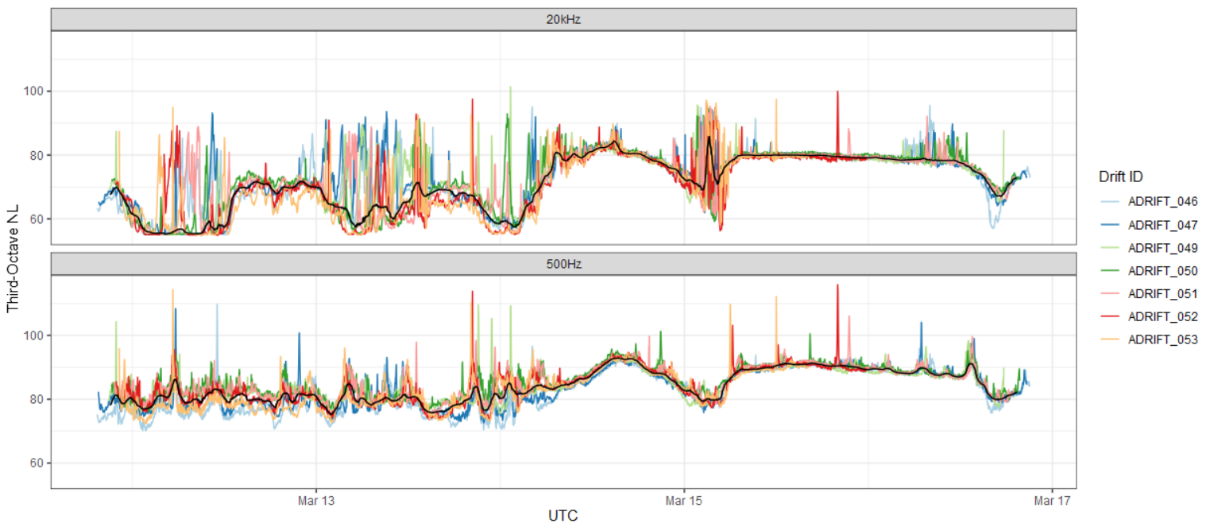 20kHz
100
80
60
500Hz
100
80
60
Third-Octave NL
Mar 13
Mar 15
Mar 17
UTC
Drift ID
ADRIFT_046
ADRIFT_047
ADRIFT_049
ADRIFT_050
ADRIFT_051
ADRIFT_052
ADRIFT_053